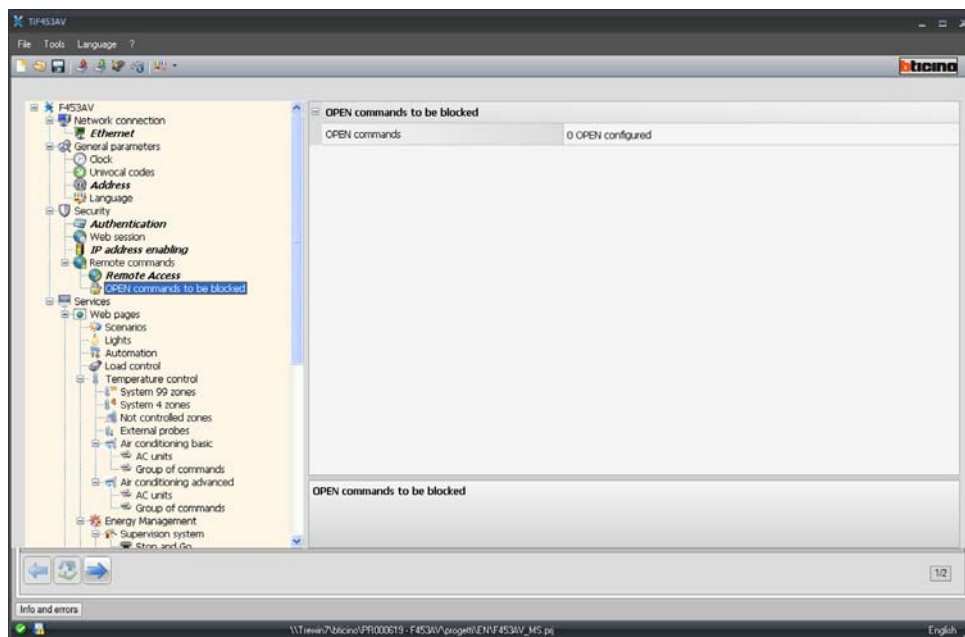 TiF453AV
File Tools Language ?
bticino
F453AV
Network connection
Ethernet
General parameters
Clock
Univocal codes
Address
Language
Security
Authentication
Web session
IP address enabling
Remote commands
Remote Access
OPEN commands to be blocked
Services
Web pages
Scenarios
Lights
Automation
Load control
Temperature control
System 99 zones
System 4 zones
Not controlled zones
External probes
Air conditioning basic
AC units
Group of commands
Air conditioning advanced
AC units
Group of commands
Energy Management
Supervision system
Stop and Go
OPEN commands to be blocked
OPEN commands 0 OPEN configured
OPEN commands to be blocked
1/2
Info and errors
\\Trewin7\bticino\PR000619 - F453AV\progetti\EN\F453AV_MS.prj
English